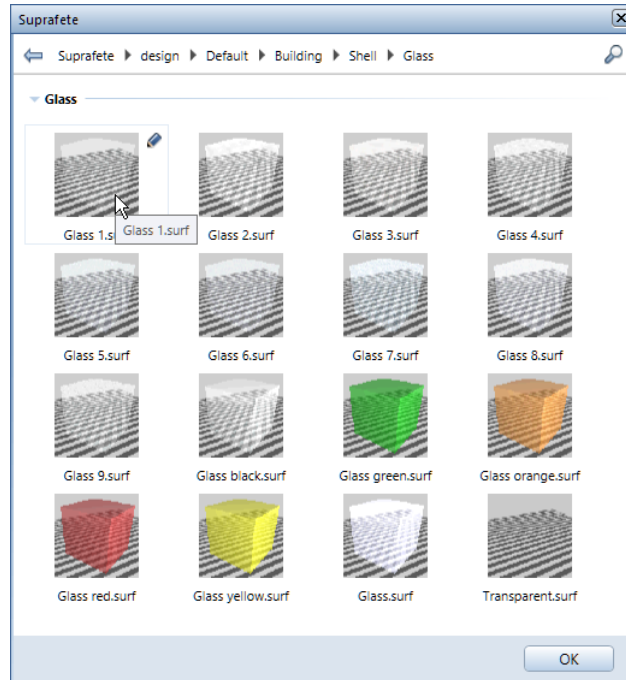 Suprafete
Suprafete design Default Building Shell Glass
Glass
Glass 1.su Glass 2.surf Glass 3.surf Glass 4.surf
Glass 1.surf
Glass 5.surf Glass 6.surf Glass 7.surf Glass 8.surf
Glass 9.surf Glass black.surf Glass green.surf Glass orange.surf
Glass red.surf Glass yellow.surf Glass.surf Transparent.surf
OK